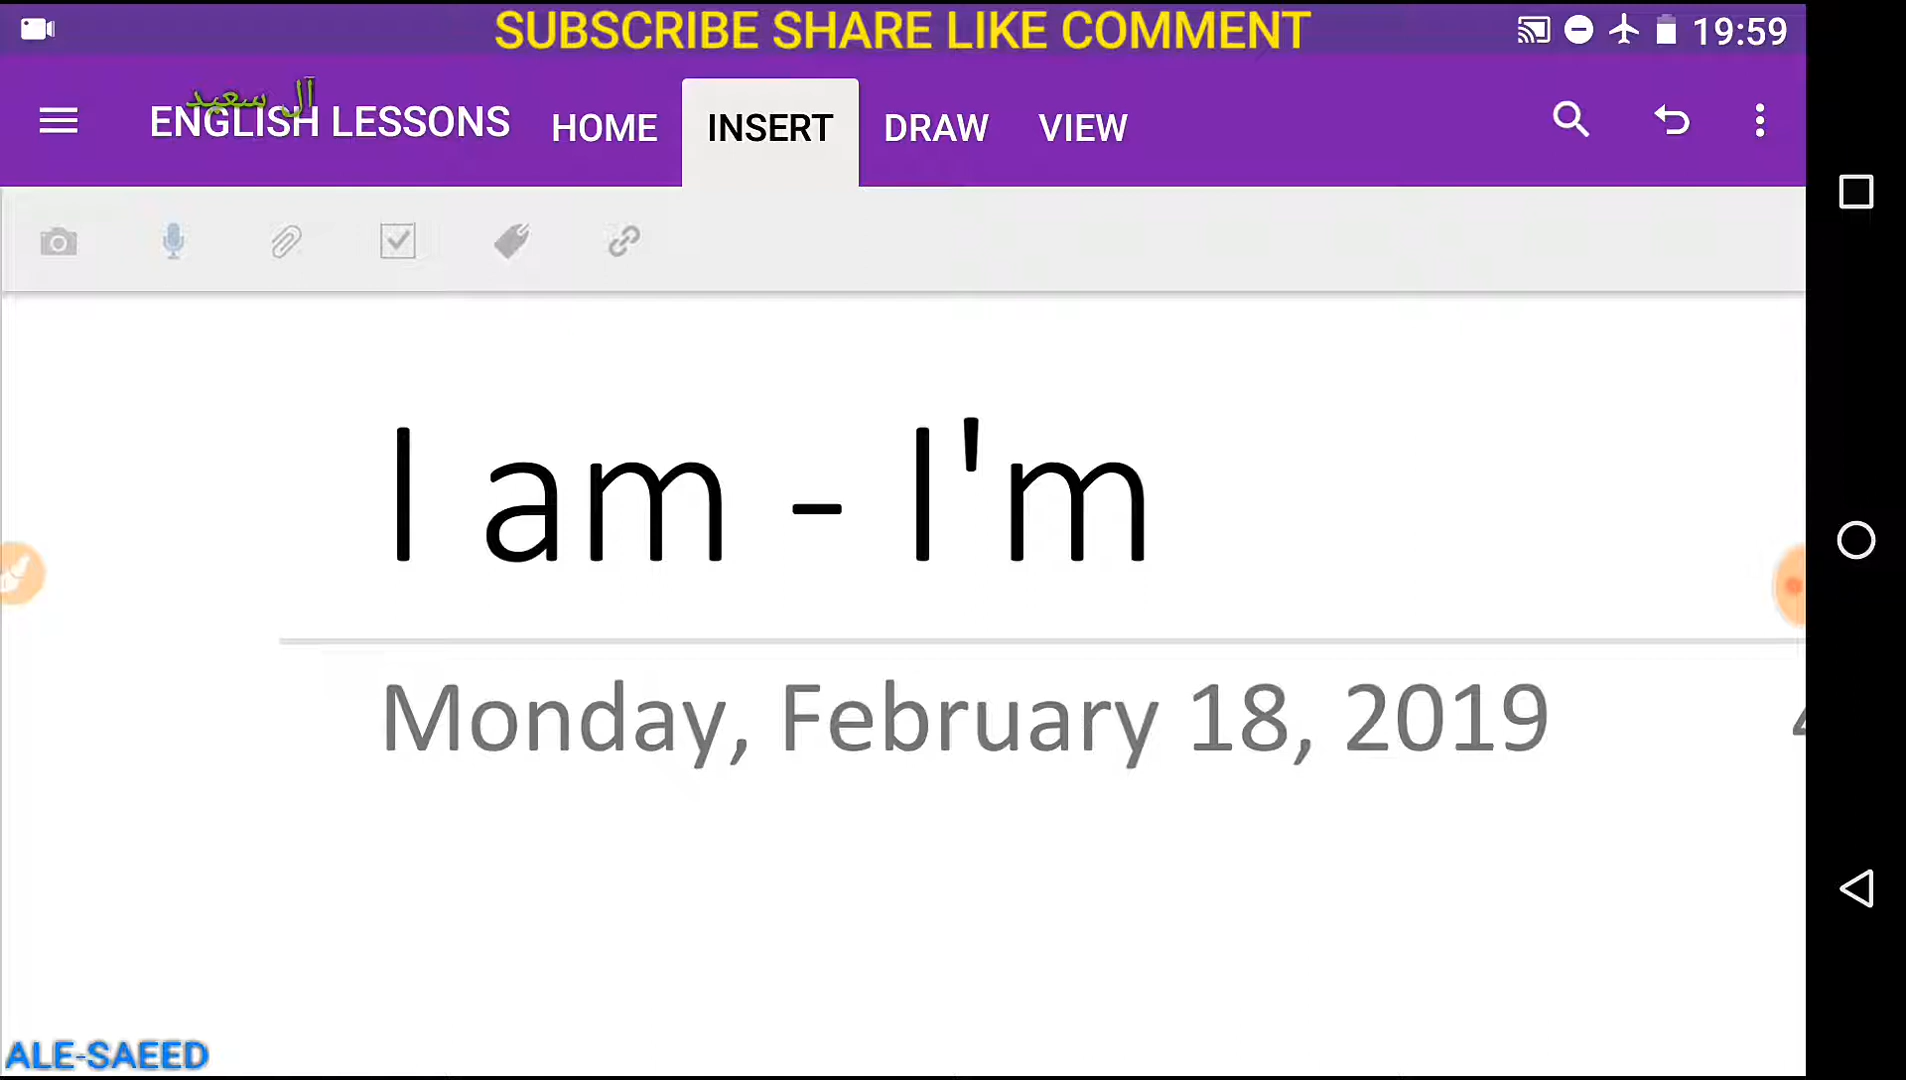 SUBSCRIBE SHARE LIKE COMMENT
19:59
آل سعيد
ENGLISH LESSONS HOME INSERT DRAW VIEW
I am - I'm
Monday, February 18, 2019
ALE-SAEED